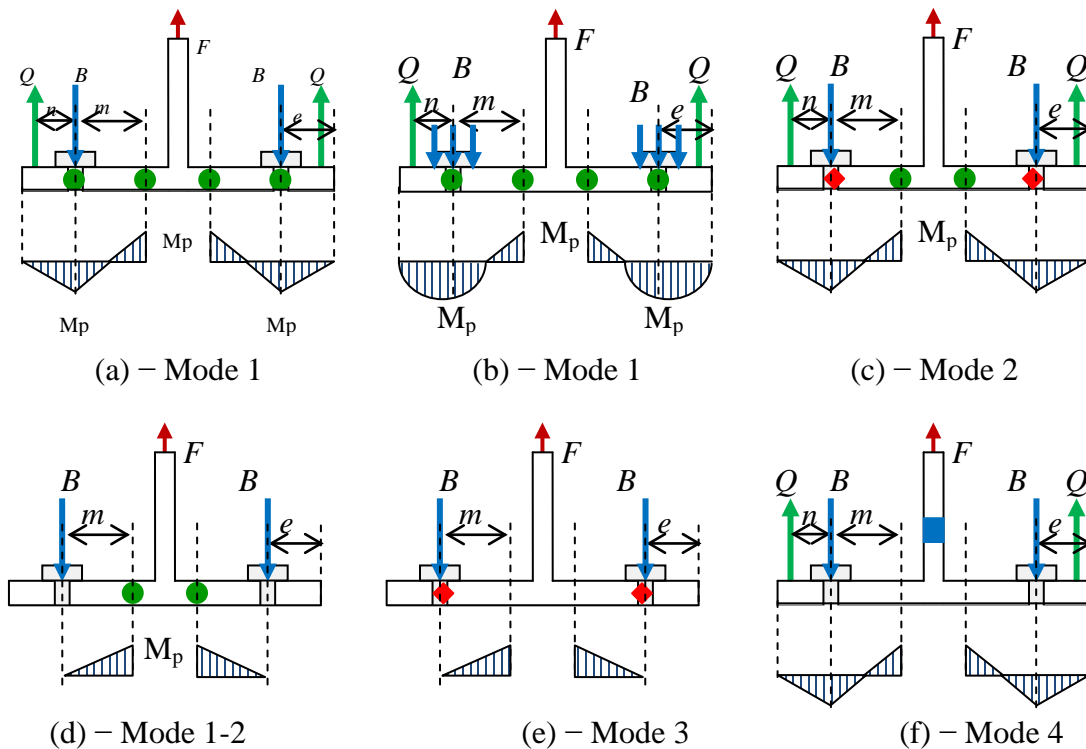 F
F
F
Q
B
B
Q
n
m
e
Q
B
B
Q
n
m
e
Q
B
B
Q
n
m
e
Mp
Mp
Mp
Mp
Mp
Mp
Mp
(a) − Mode 1
(b) − Mode 1
(c) − Mode 2
F
F
F
B
B
m
e
B
B
m
e
Q
B
B
Q
n
m
e
Mp
(d) − Mode 1-2
(e) − Mode 3
(f) − Mode 4